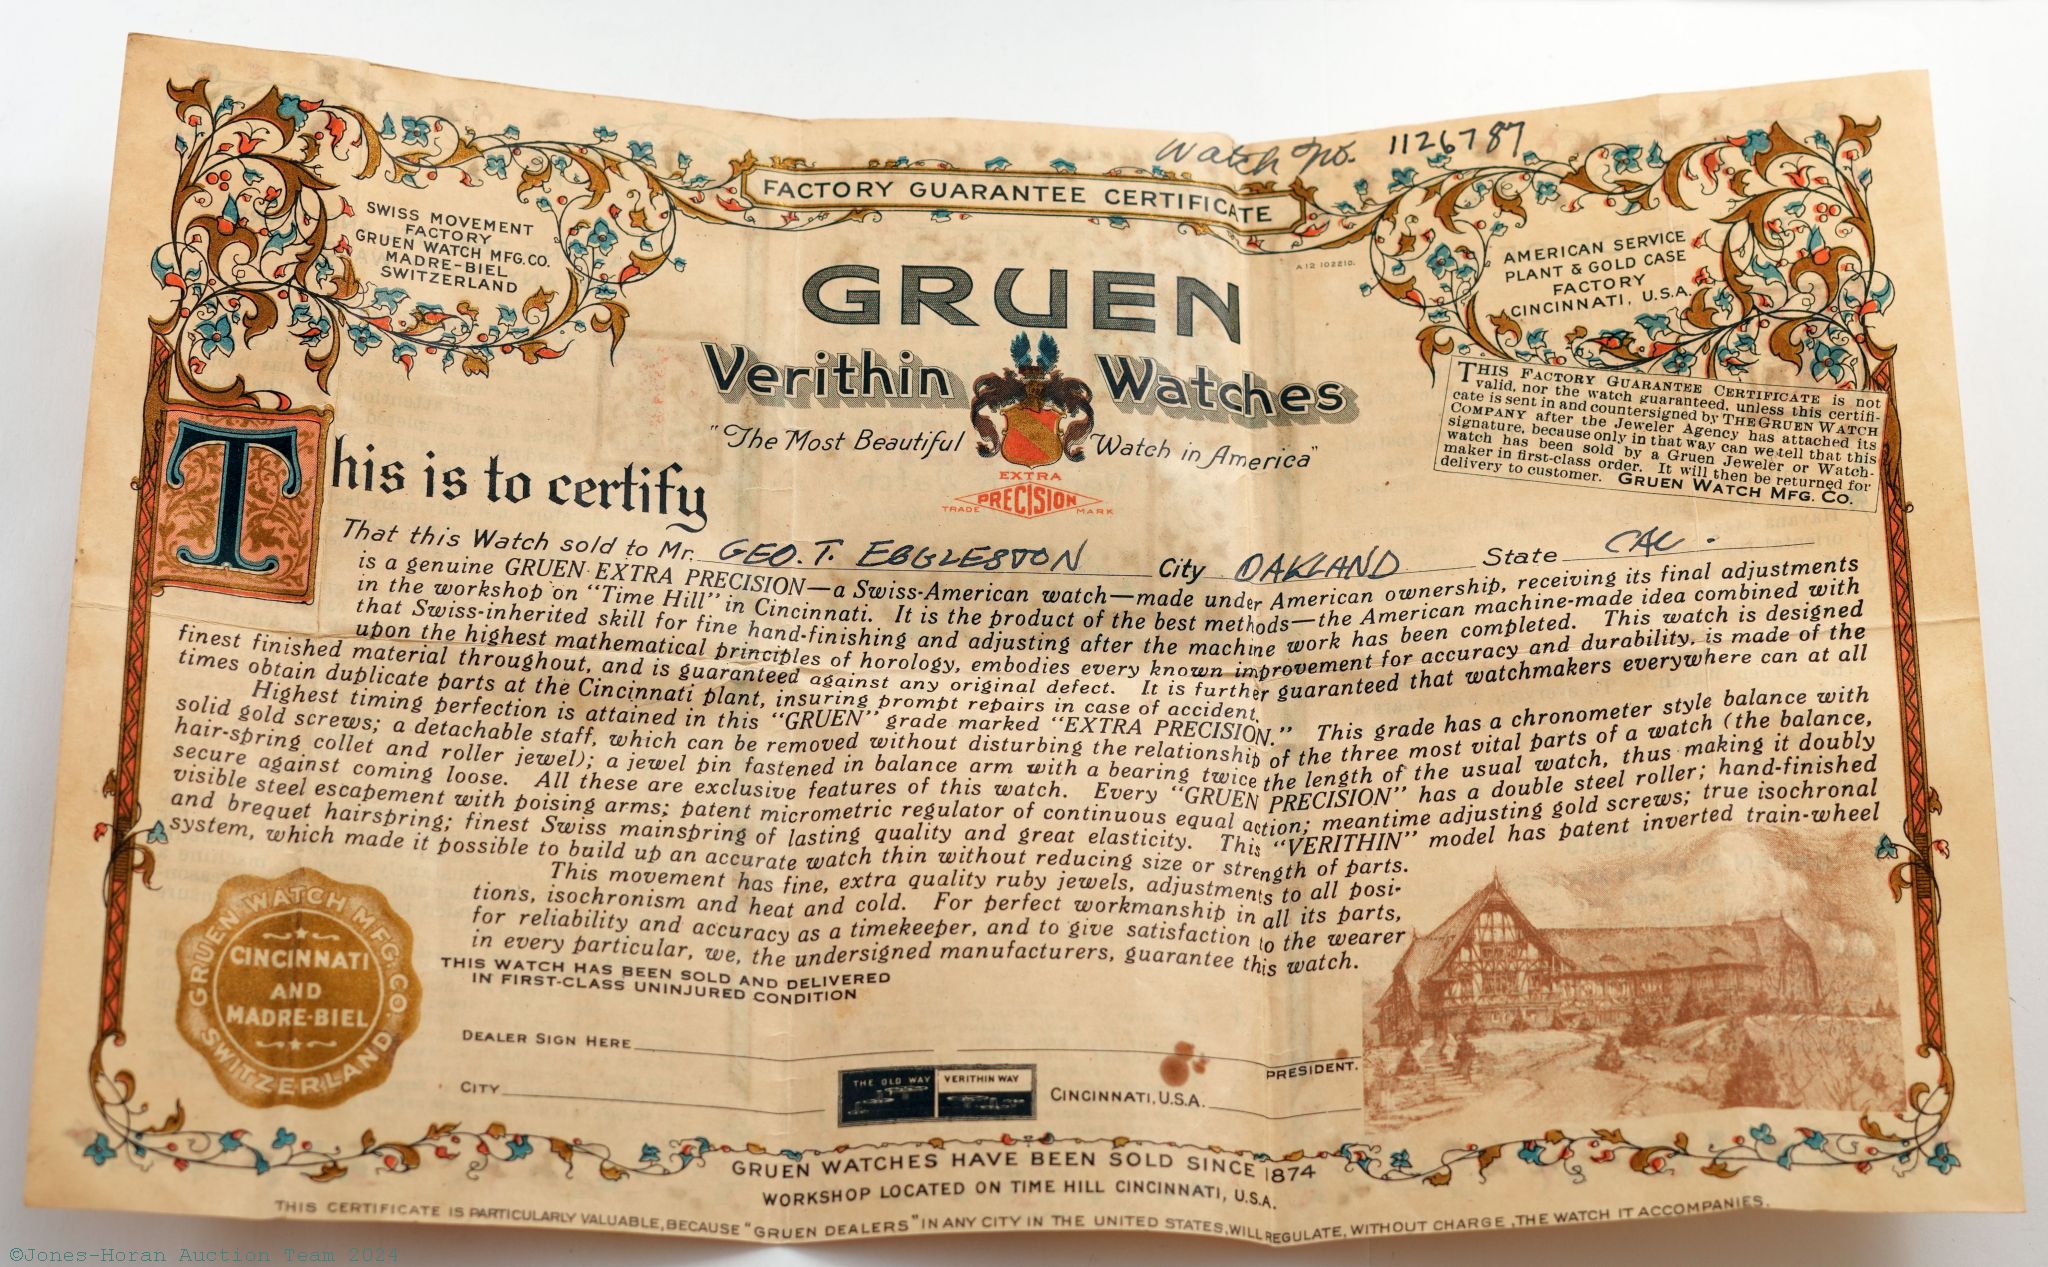 Watch No. 1126787
FACTORY GUARANTEE CERTIFICATE
A 12 102210.
SWISS MOVEMENT
FACTORY
GRUEN WATCH MFG. CO.
MADRE-BIEL
SWITZERLAND
AMERICAN SERVICE
PLANT & GOLD CASE
FACTORY
CINCINNATI, U.S.A.
GRUEN
Verithin Watches
"The Most Beautiful Watch in America"
EXTRA
PRECISION
TRADE MARK
THIS FACTORY GUARANTEE CERTIFICATE is not
valid, nor the watch guaranteed, unless this certifi-
cate is sent in and countersigned by THE GRUEN WATCH
COMPANY after the Jeweler Agency has attached its
signature, because only in that way can we tell that this
watch has been sold by a Gruen Jeweler or Watch-
maker in first-class order. It will then be returned for
delivery to customer. GRUEN WATCH MFG. CO.
This is to certify
That this Watch sold to Mr. GEO. T. EGGLESTON City OAKLAND State CAL.
is a genuine GRUEN EXTRA PRECISION—a Swiss-American watch—made under American ownership, receiving its final adjustments
in the workshop on "Time Hill" in Cincinnati. It is the product of the best methods—the American machine-made idea combined with
that Swiss-inherited skill for fine hand-finishing and adjusting after the machine work has been completed. This watch is designed
upon the highest mathematical principles of horology, embodies every known improvement for accuracy and durability, is made of the
finest finished material throughout, and is guaranteed against any original defect. It is further guaranteed that watchmakers everywhere can at all
times obtain duplicate parts at the Cincinnati plant, insuring prompt repairs in case of accident.
Highest timing perfection is attained in this "GRUEN" grade marked "EXTRA PRECISION." This grade has a chronometer style balance with
solid gold screws; a detachable staff, which can be removed without disturbing the relationship of the three most vital parts of a watch (the balance,
hair-spring collet and roller jewel); a jewel pin fastened in balance arm with a bearing twice the length of the usual watch, thus making it doubly
secure against coming loose. All these are exclusive features of this watch. Every "GRUEN PRECISION" has a double steel roller; hand-finished
visible steel escapement with poising arms; patent micrometric regulator of continuous equal action; meantime adjusting gold screws; true isochronal
and brequet hairspring; finest Swiss mainspring of lasting quality and great elasticity. This "VERITHIN" model has patent inverted train-wheel
system, which made it possible to build up an accurate watch thin without reducing size or strength of parts.
This movement has fine, extra quality ruby jewels, adjustments to all posi-
tions, isochronism and heat and cold. For perfect workmanship in all its parts,
for reliability and accuracy as a timekeeper, and to give satisfaction to the wearer
in every particular, we, the undersigned manufacturers, guarantee this watch.
THIS WATCH HAS BEEN SOLD AND DELIVERED
IN FIRST-CLASS UNINJURED CONDITION
GRUEN WATCH MFG. CO.
CINCINNATI
AND
MADRE-BIEL
SWITZERLAND
DEALER SIGN HERE
PRESIDENT.
CITY
THE OLD WAY VERITHIN WAY
CINCINNATI, U.S.A.
GRUEN WATCHES HAVE BEEN SOLD SINCE 1874
WORKSHOP LOCATED ON TIME HILL CINCINNATI, U.S.A.
THIS CERTIFICATE IS PARTICULARLY VALUABLE, BECAUSE "GRUEN DEALERS" IN ANY CITY IN THE UNITED STATES, WILL REGULATE, WITHOUT CHARGE, THE WATCH IT ACCOMPANIES.
©Jones-Horan Auction Team 2024